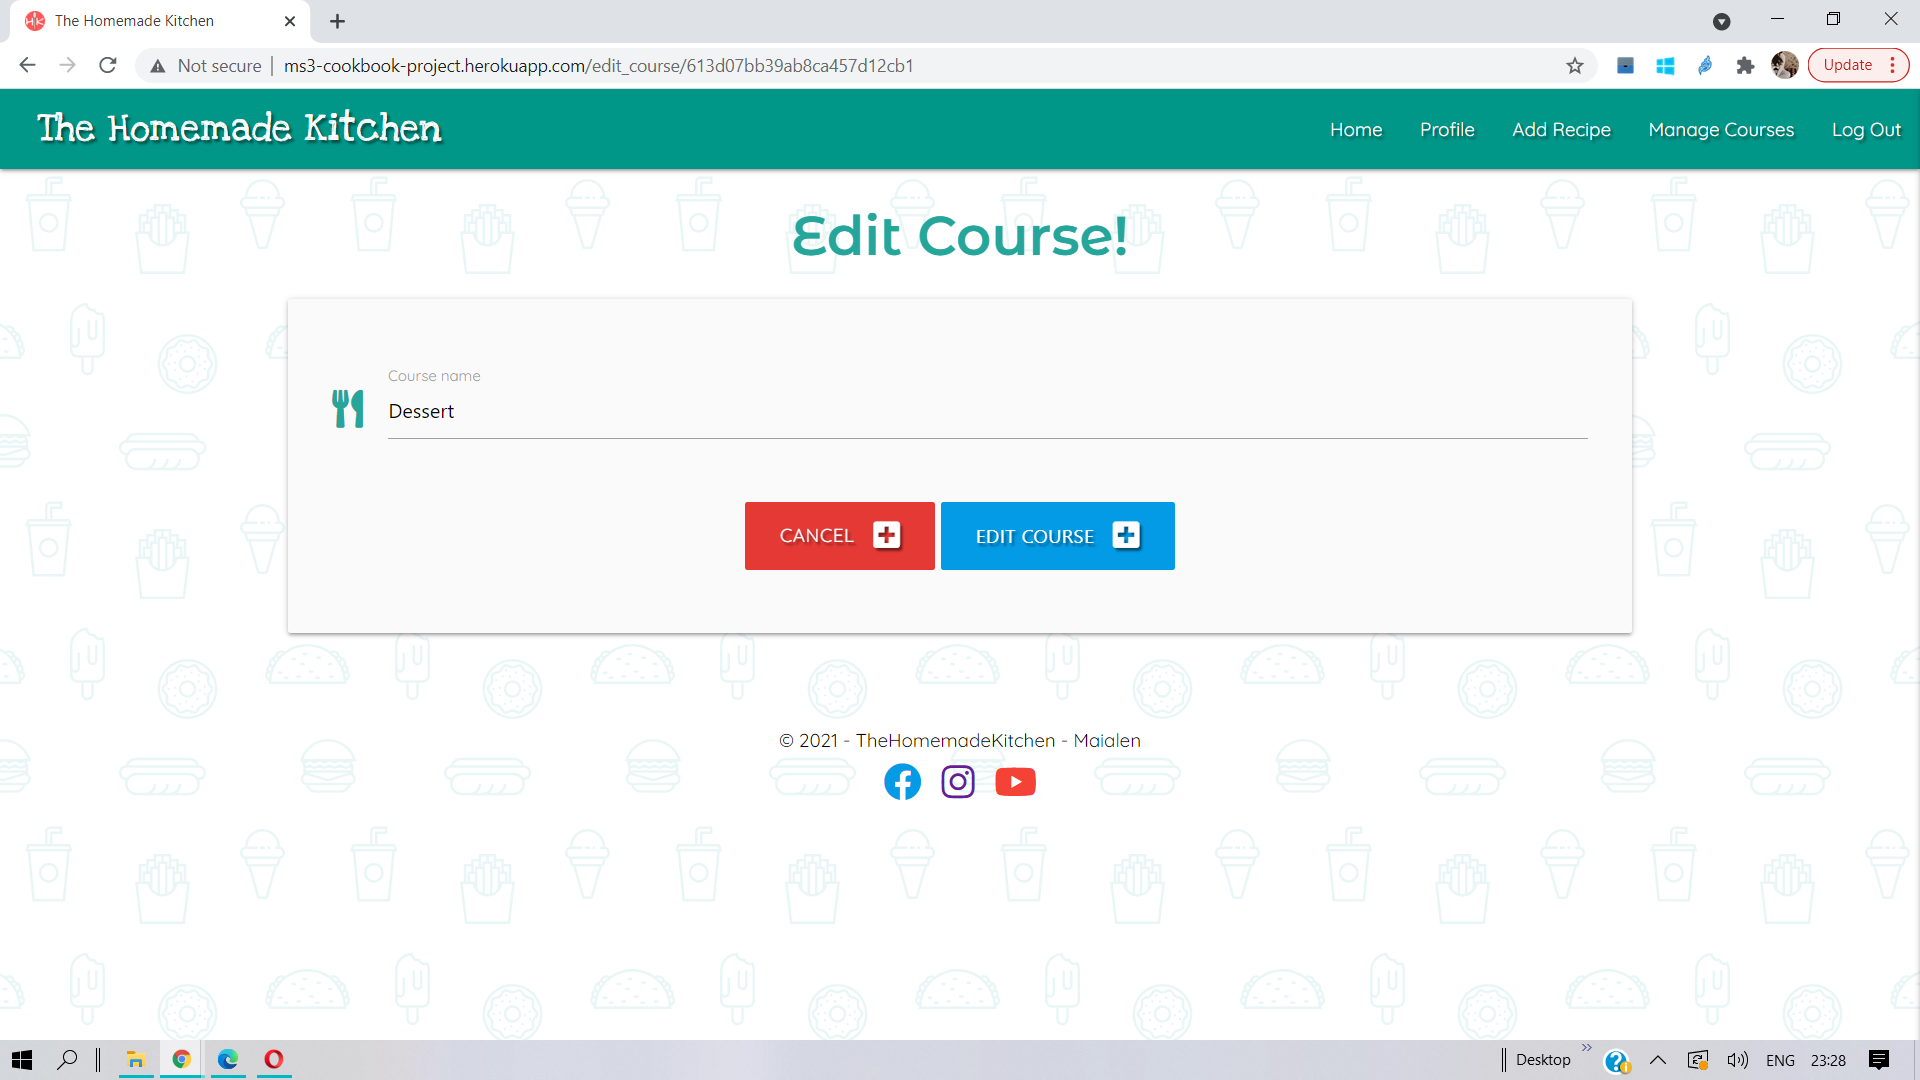 The Homemade Kitchen
Not secure | ms3-cookbook-project.herokuapp.com/edit_course/613d07bb39ab8ca457d12cb1
Update
The Homemade Kitchen
Home Profile Add Recipe Manage Courses Log Out
Edit Course!
Course name
Dessert
CANCEL EDIT COURSE
© 2021 - TheHomemadeKitchen - Maialen
Desktop ENG 23:28